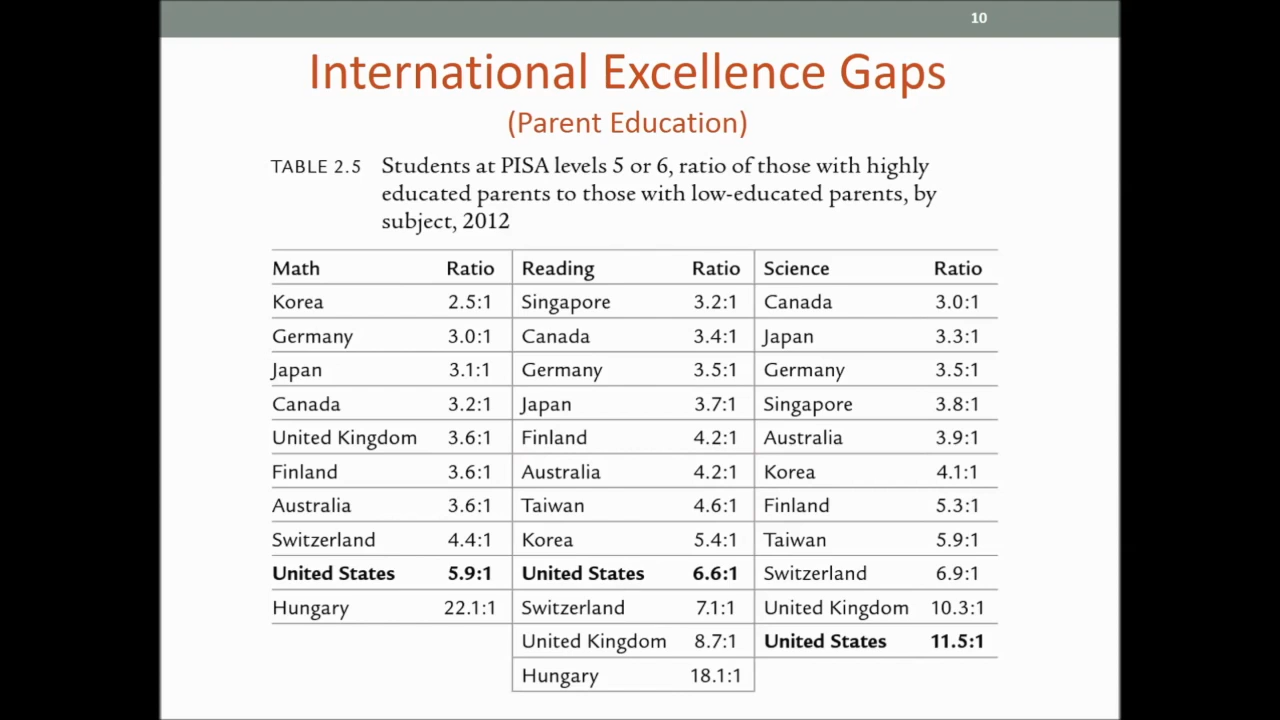 10
International Excellence Gaps
(Parent Education)
TABLE 2.5 Students at PISA levels 5 or 6, ratio of those with highly
educated parents to those with low-educated parents, by
subject, 2012
Math Ratio Reading Ratio Science Ratio
Korea 2.5:1 Singapore 3.2:1 Canada 3.0:1
Germany 3.0:1 Canada 3.4:1 Japan 3.3:1
Japan 3.1:1 Germany 3.5:1 Germany 3.5:1
Canada 3.2:1 Japan 3.7:1 Singapore 3.8:1
United Kingdom 3.6:1 Finland 4.2:1 Australia 3.9:1
Finland 3.6:1 Australia 4.2:1 Korea 4.1:1
Australia 3.6:1 Taiwan 4.6:1 Finland 5.3:1
Switzerland 4.4:1 Korea 5.4:1 Taiwan 5.9:1
United States 5.9:1 United States 6.6:1 Switzerland 6.9:1
Hungary 22.1:1 Switzerland 7.1:1 United Kingdom 10.3:1
United Kingdom 8.7:1 United States 11.5:1
Hungary 18.1:1